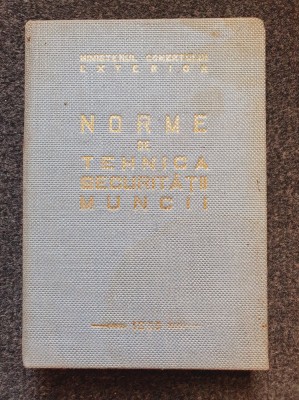 MINISTERUL COMERȚULUI
EXTERIOR
NORME
DE
TEHNICA
SECURITĂȚII
MUNCII